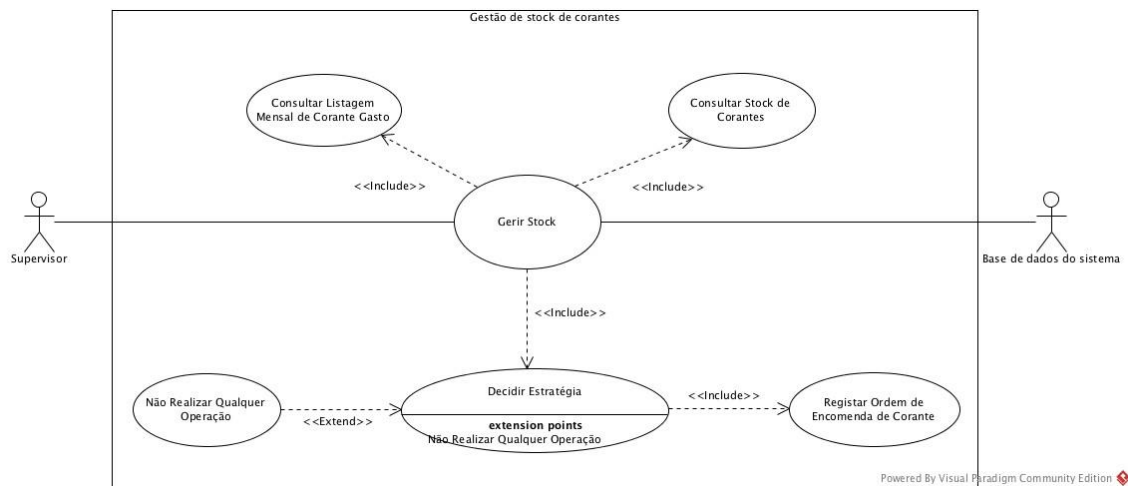 Gestão de stock de corantes
Consultar Listagem
Mensal de Corante Gasto
Consultar Stock de
Corantes
<<Include>>
<<Include>>
Gerir Stock
Supervisor
Base de dados do sistema
<<Include>>
Decidir Estratégia
Não Realizar Qualquer
Operação
<<Extend>>
extension points
Não Realizar Qualquer Operação
<<Include>>
Registar Ordem de
Encomenda de Corante
Powered By Visual Paradigm Community Edition